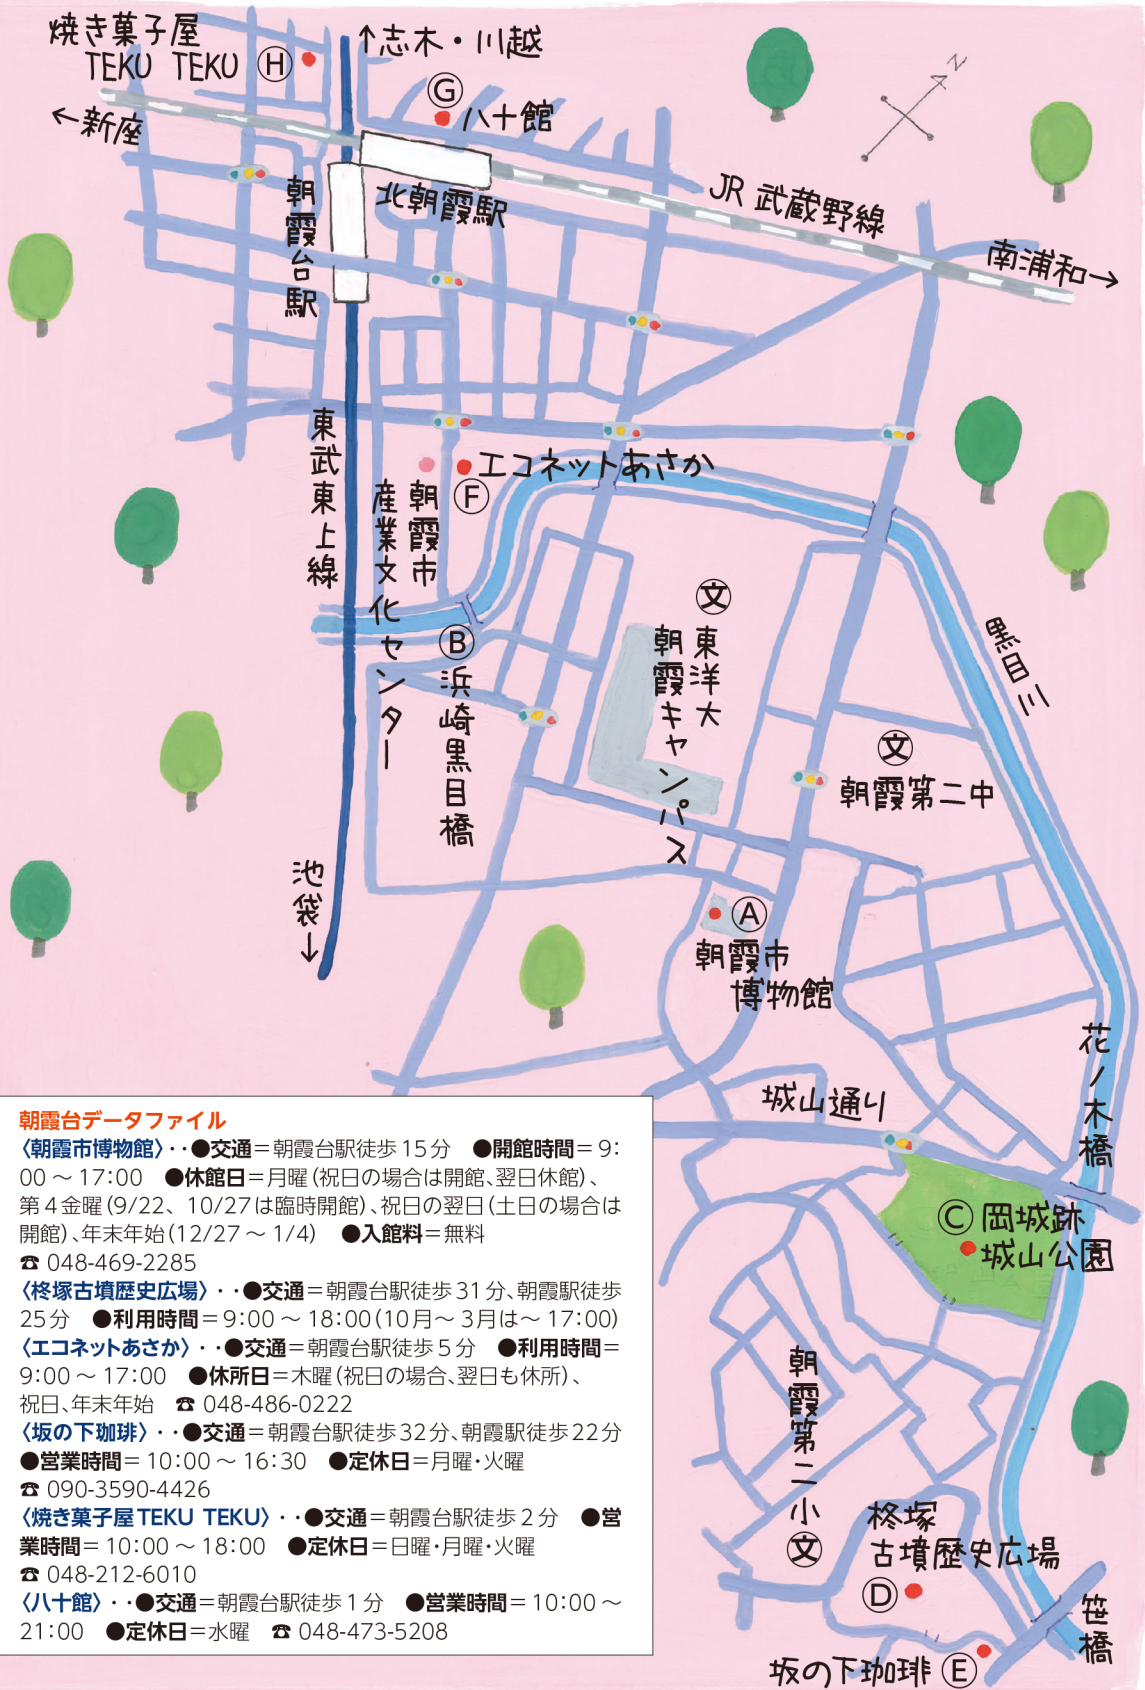 焼き菓子屋
TEKU TEKU Ⓗ
↑志木・川越
Ⓖ
八十館
N
←新座
朝霞台駅
北朝霞駅
JR 武蔵野線
南浦和→
東武東上線
エコネットあさか
Ⓕ
朝霞市
産業文化センター
黒目川
文
東洋大
朝霞キャンパス
Ⓑ
浜崎黒目橋
文
朝霞第二中
池袋↓
Ⓐ
朝霞市
博物館
花ノ木橋
城山通り
Ⓒ 岡城跡
城山公園
朝霞第二小
文
柊塚
古墳歴史広場
Ⓓ
笹橋
坂の下珈琲 Ⓔ
朝霞台データファイル
〈朝霞市博物館〉‥●交通＝朝霞台駅徒歩15分 ●開館時間＝9：
00～17：00 ●休館日＝月曜（祝日の場合は開館、翌日休館）、
第4金曜（9/22、10/27は臨時開館）、祝日の翌日（土日の場合は
開館）、年末年始（12/27～1/4） ●入館料＝無料
☎ 048-469-2285
〈柊塚古墳歴史広場〉‥●交通＝朝霞台駅徒歩31分、朝霞駅徒歩
25分 ●利用時間＝9：00～18：00（10月～3月は～17：00）
〈エコネットあさか〉‥●交通＝朝霞台駅徒歩5分 ●利用時間＝
9：00～17：00 ●休所日＝木曜（祝日の場合、翌日も休所）、
祝日、年末年始 ☎ 048-486-0222
〈坂の下珈琲〉‥●交通＝朝霞台駅徒歩32分、朝霞駅徒歩22分
●営業時間＝10：00～16：30 ●定休日＝月曜・火曜
☎ 090-3590-4426
〈焼き菓子屋TEKU TEKU〉‥●交通＝朝霞台駅徒歩2分 ●営
業時間＝10：00～18：00 ●定休日＝日曜・月曜・火曜
☎ 048-212-6010
〈八十館〉‥●交通＝朝霞台駅徒歩1分 ●営業時間＝10：00～
21：00 ●定休日＝水曜 ☎ 048-473-5208